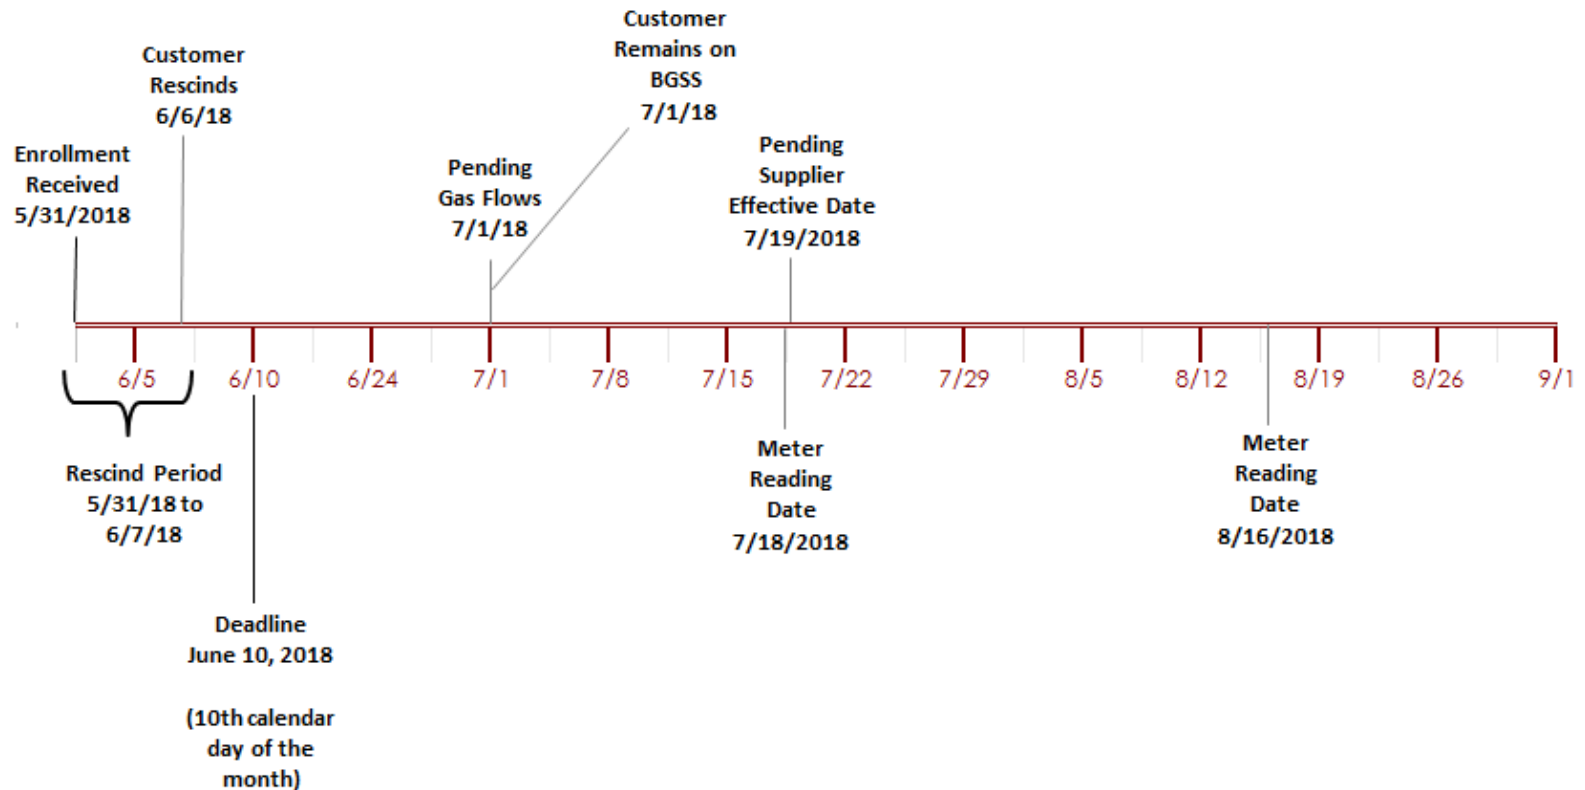 Customer
Remains on
BGSS
7/1/18
Customer
Rescinds
6/6/18
Enrollment
Received
5/31/2018
Pending
Gas Flows
7/1/18
Pending
Supplier
Effective Date
7/19/2018
6/5
6/10
6/24
7/1
7/8
7/15
7/22
7/29
8/5
8/12
8/19
8/26
9/1
Rescind Period
5/31/18 to
6/7/18
Meter
Reading
Date
7/18/2018
Meter
Reading
Date
8/16/2018
Deadline
June 10, 2018
(10th calendar
day of the
month)